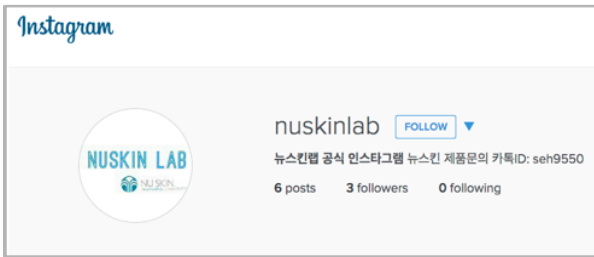 Instagram
nuskinlab FOLLOW
뉴스킨랩 공식 인스타그램 뉴스킨 제품문의 카톡ID: seh9550
6 posts 3 followers 0 following
NUSKIN LAB
NU SKIN